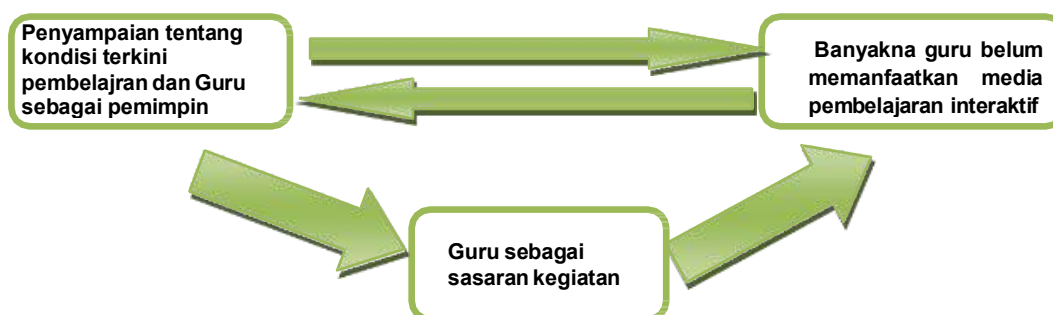 Penyampaian tentang
kondisi terkini
pembelajran dan Guru
sebagai pemimpin
Banyakna guru belum
memanfaatkan media
pembelajaran interaktif
Guru sebagai
sasaran kegiatan